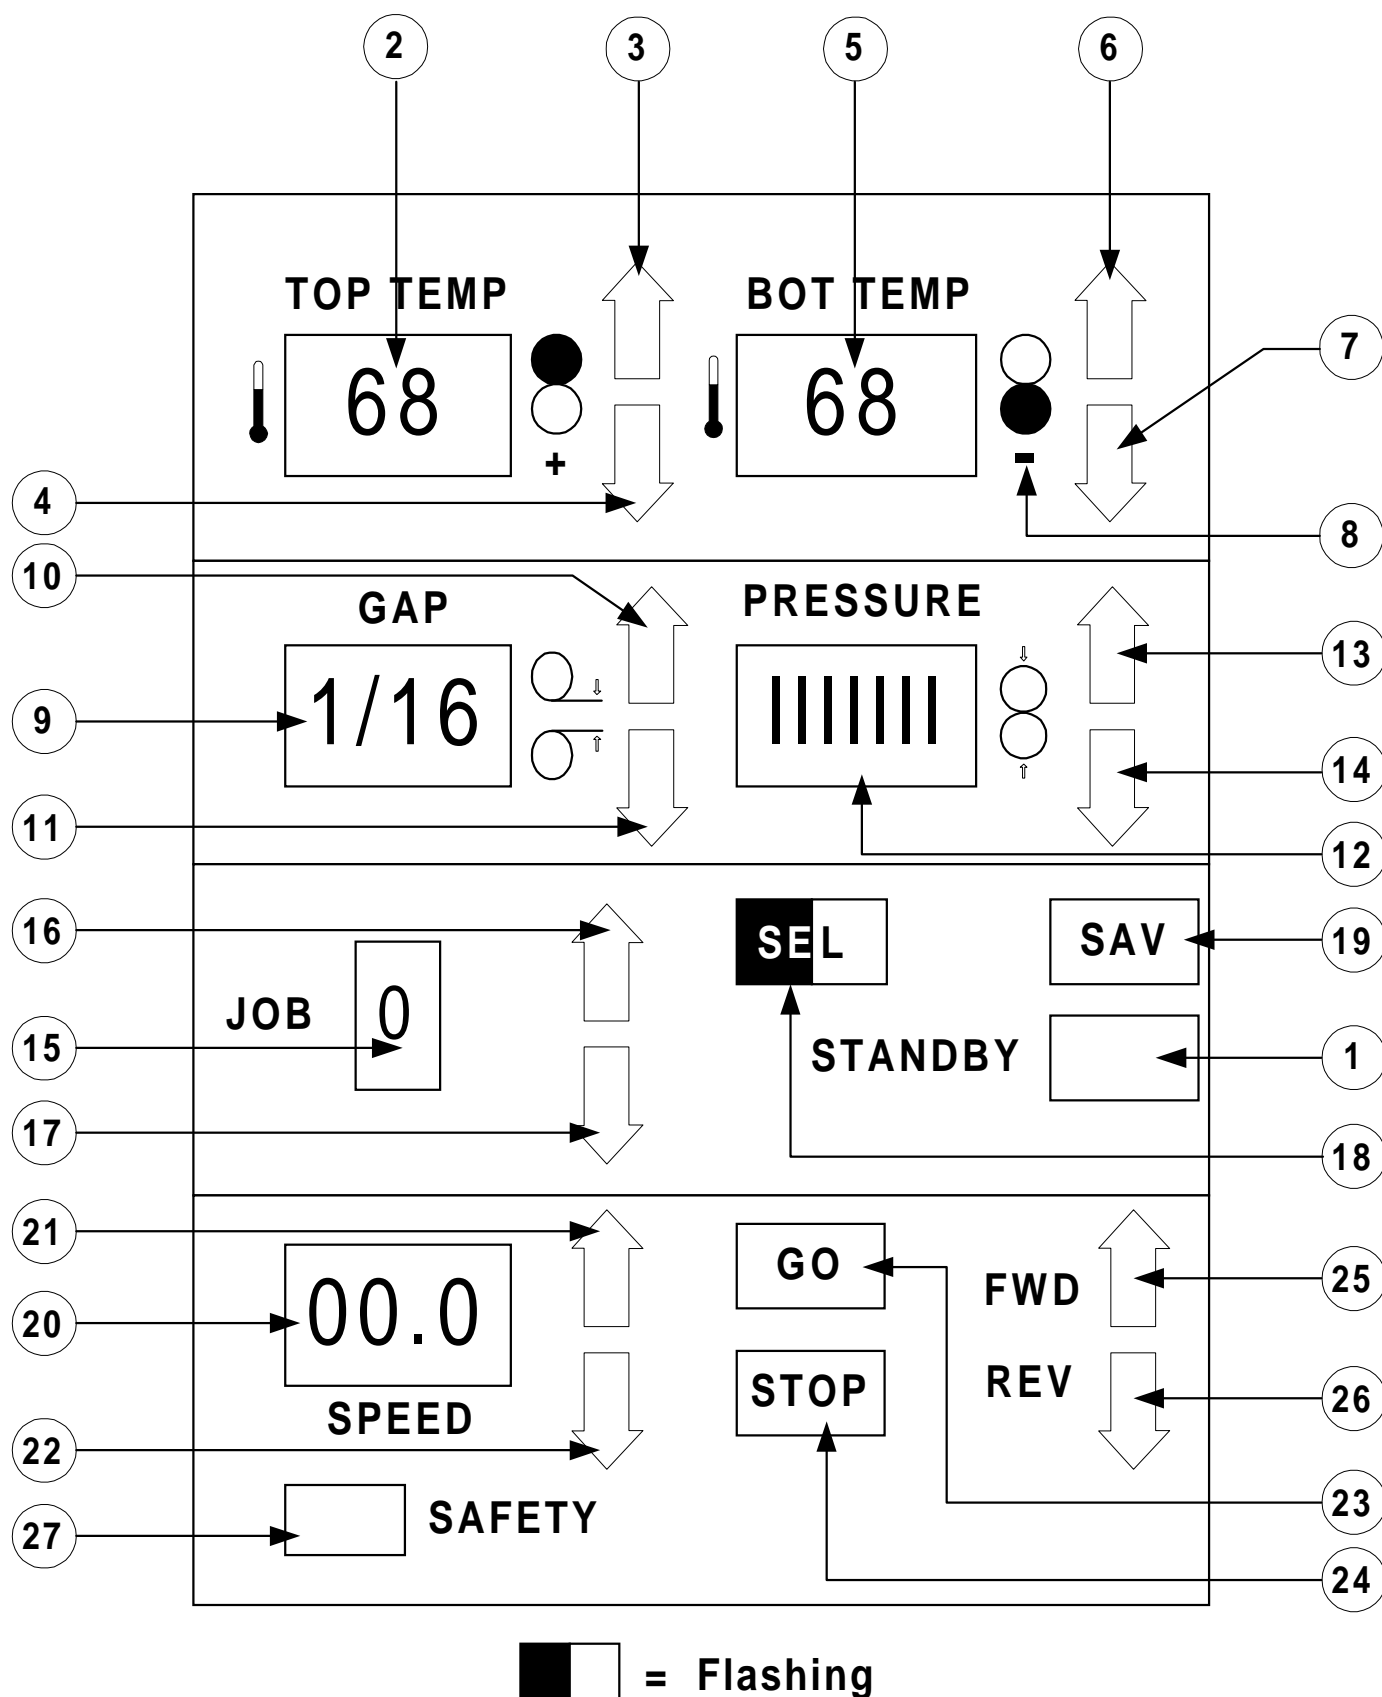 2 3 5 6
TOP TEMP BOT TEMP
7
68 68
+ -
4
8
10
GAP PRESSURE
13
9 1/16
14
11
12
16
SEL SAV 19
JOB 0
15 STANDBY 1
17
18
21
GO
FWD 25
20 00.0
REV
STOP 26
SPEED
22
23
SAFETY
27
24
= Flashing